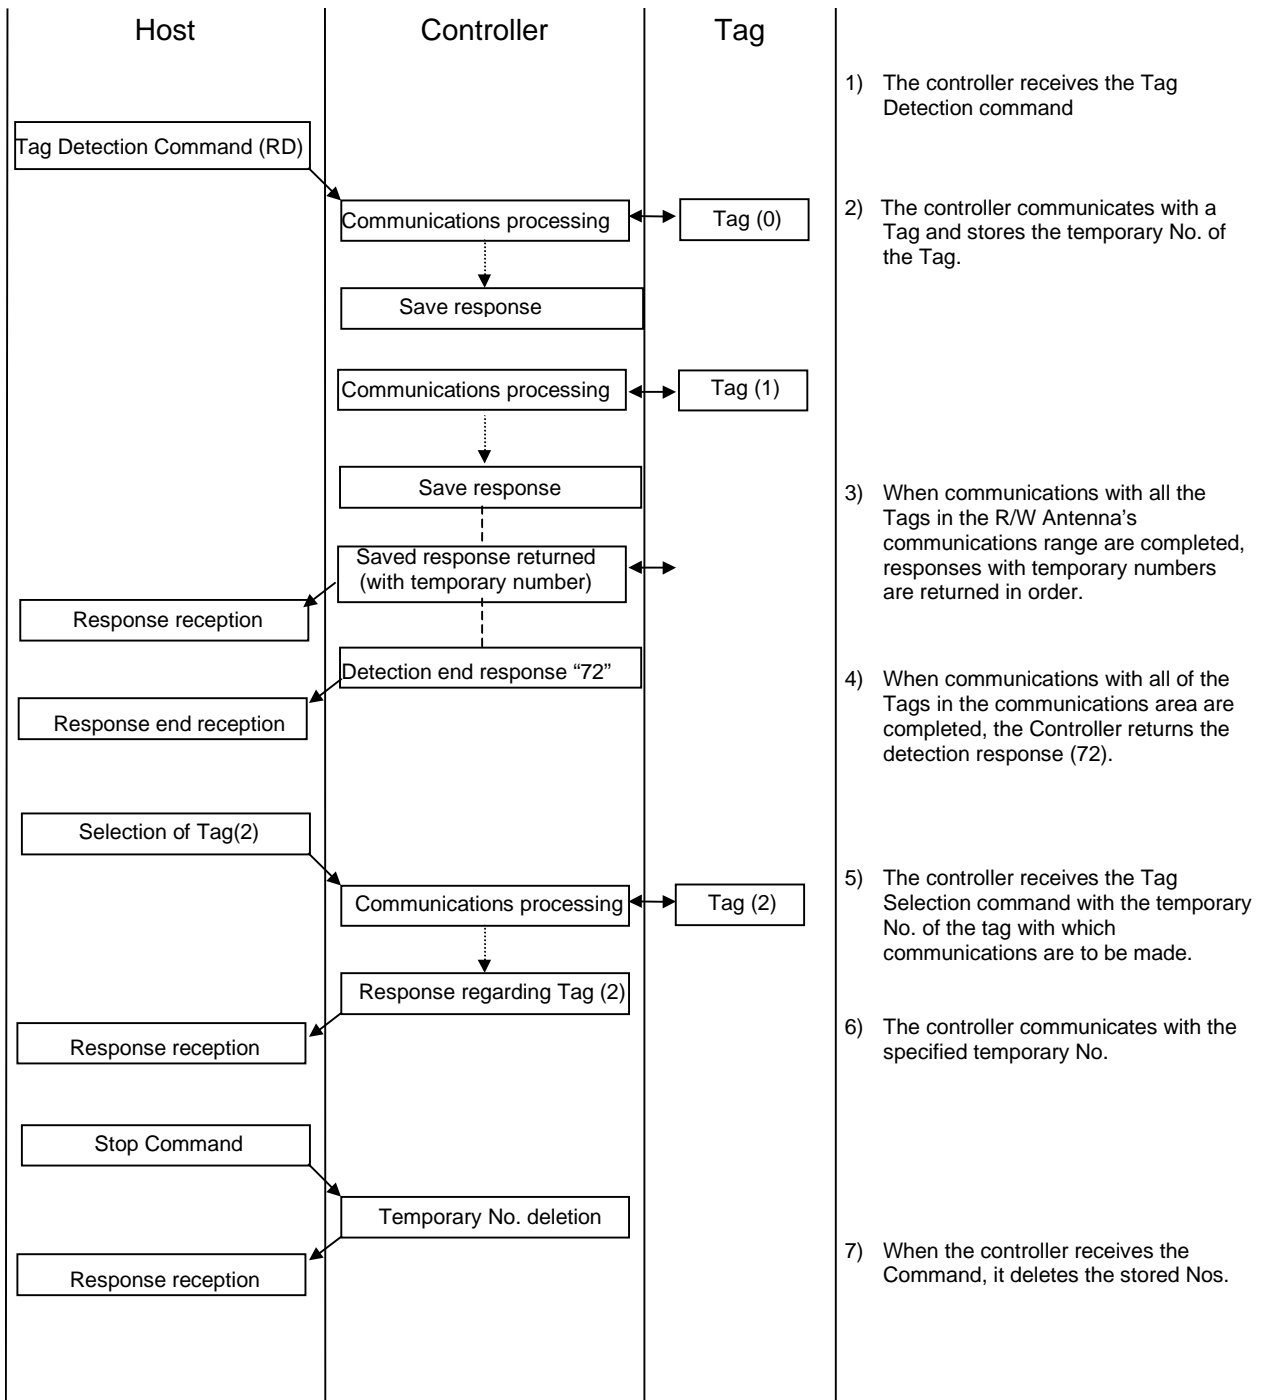 Host
Controller
Tag
1) The controller receives the Tag
Detection command
Tag Detection Command (RD)
Communications processing
Tag (0)
2) The controller communicates with a
Tag and stores the temporary No. of
the Tag.
Save response
Communications processing
Tag (1)
Save response
3) When communications with all the
Tags in the R/W Antenna’s
communications range are completed,
responses with temporary numbers
are returned in order.
Saved response returned
(with temporary number)
Response reception
Detection end response “72”
Response end reception
4) When communications with all of the
Tags in the communications area are
completed, the Controller returns the
detection response (72).
Selection of Tag(2)
Communications processing
Tag (2)
5) The controller receives the Tag
Selection command with the temporary
No. of the tag with which
communications are to be made.
Response regarding Tag (2)
Response reception
6) The controller communicates with the
specified temporary No.
Stop Command
Temporary No. deletion
Response reception
7) When the controller receives the
Command, it deletes the stored Nos.